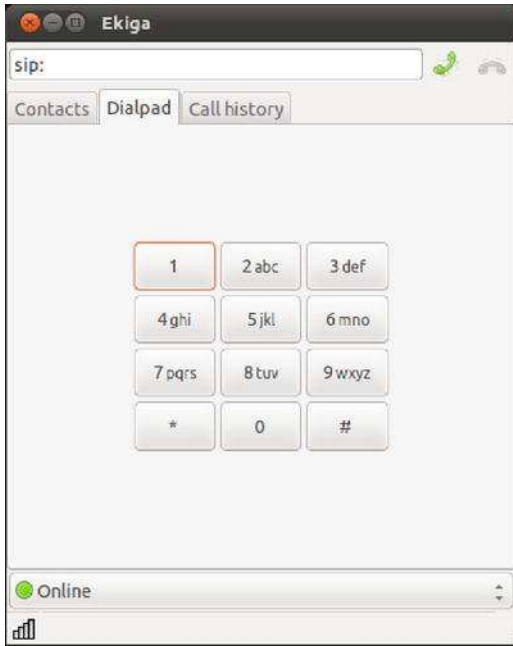 Ekiga
sip:
Contacts Dialpad Call history
1 2 abc 3 def
4 ghi 5 jkl 6 mno
7 pqrs 8 tuv 9 wxyz
* 0 #
Online